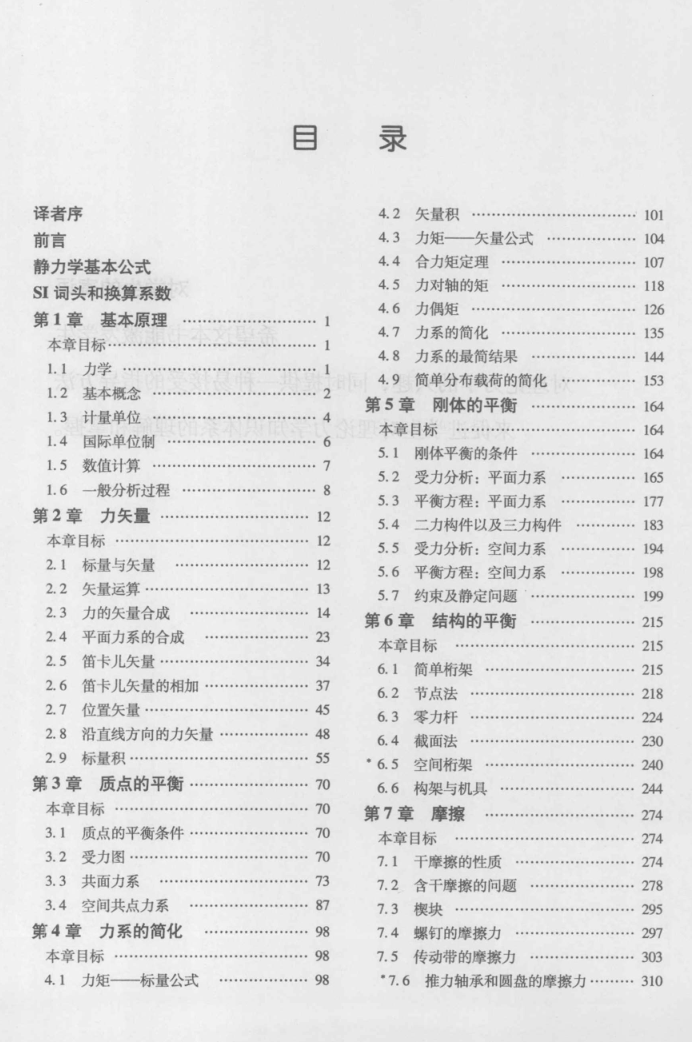 目 录
译者序
前言
静力学基本公式
SI 词头和换算系数
第 1 章 基本原理 ………………… 1
本章目标 ………………… 1
1.1 力学 ………………… 1
1.2 基本概念 ………………… 2
1.3 计量单位 ………………… 4
1.4 国际单位制 ………………… 6
1.5 数值计算 ………………… 7
1.6 一般分析过程 ………………… 8
第 2 章 力矢量 ………………… 12
本章目标 ………………… 12
2.1 标量与矢量 ………………… 12
2.2 矢量运算 ………………… 13
2.3 力的矢量合成 ………………… 14
2.4 平面力系的合成 ………………… 23
2.5 笛卡儿矢量 ………………… 34
2.6 笛卡儿矢量的相加 ………………… 37
2.7 位置矢量 ………………… 45
2.8 沿直线方向的力矢量 ………………… 48
2.9 标量积 ………………… 55
第 3 章 质点的平衡 ………………… 70
本章目标 ………………… 70
3.1 质点的平衡条件 ………………… 70
3.2 受力图 ………………… 70
3.3 共面力系 ………………… 73
3.4 空间共点力系 ………………… 87
第 4 章 力系的简化 ………………… 98
本章目标 ………………… 98
4.1 力矩——标量公式 ………………… 98
4.2 矢量积 ………………… 101
4.3 力矩——矢量公式 ………………… 104
4.4 合力矩定理 ………………… 107
4.5 力对轴的矩 ………………… 118
4.6 力偶矩 ………………… 126
4.7 力系的简化 ………………… 135
4.8 力系的最简结果 ………………… 144
4.9 简单分布载荷的简化 ………………… 153
第 5 章 刚体的平衡 ………………… 164
本章目标 ………………… 164
5.1 刚体平衡的条件 ………………… 164
5.2 受力分析：平面力系 ………………… 165
5.3 平衡方程：平面力系 ………………… 177
5.4 二力构件以及三力构件 ………………… 183
5.5 受力分析：空间力系 ………………… 194
5.6 平衡方程：空间力系 ………………… 198
5.7 约束及静定问题 ………………… 199
第 6 章 结构的平衡 ………………… 215
本章目标 ………………… 215
6.1 简单桁架 ………………… 215
6.2 节点法 ………………… 218
6.3 零力杆 ………………… 224
6.4 截面法 ………………… 230
*6.5 空间桁架 ………………… 240
6.6 构架与机具 ………………… 244
第 7 章 摩擦 ………………… 274
本章目标 ………………… 274
7.1 干摩擦的性质 ………………… 274
7.2 含干摩擦的问题 ………………… 278
7.3 楔块 ………………… 295
7.4 螺钉的摩擦力 ………………… 297
7.5 传动带的摩擦力 ………………… 303
*7.6 推力轴承和圆盘的摩擦力 ……… 310